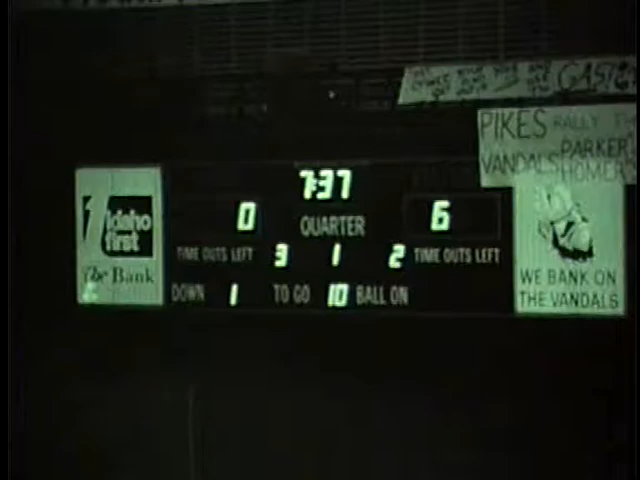 GASTO
PIKES RALLY
VANDALS PARKER
HOMER
7:37
0 QUARTER 6
TIME OUTS LEFT 3 1 2 TIME OUTS LEFT
DOWN 1 TO GO 10 BALL ON
Idaho
first
The Bank
WE BANK ON
THE VANDALS